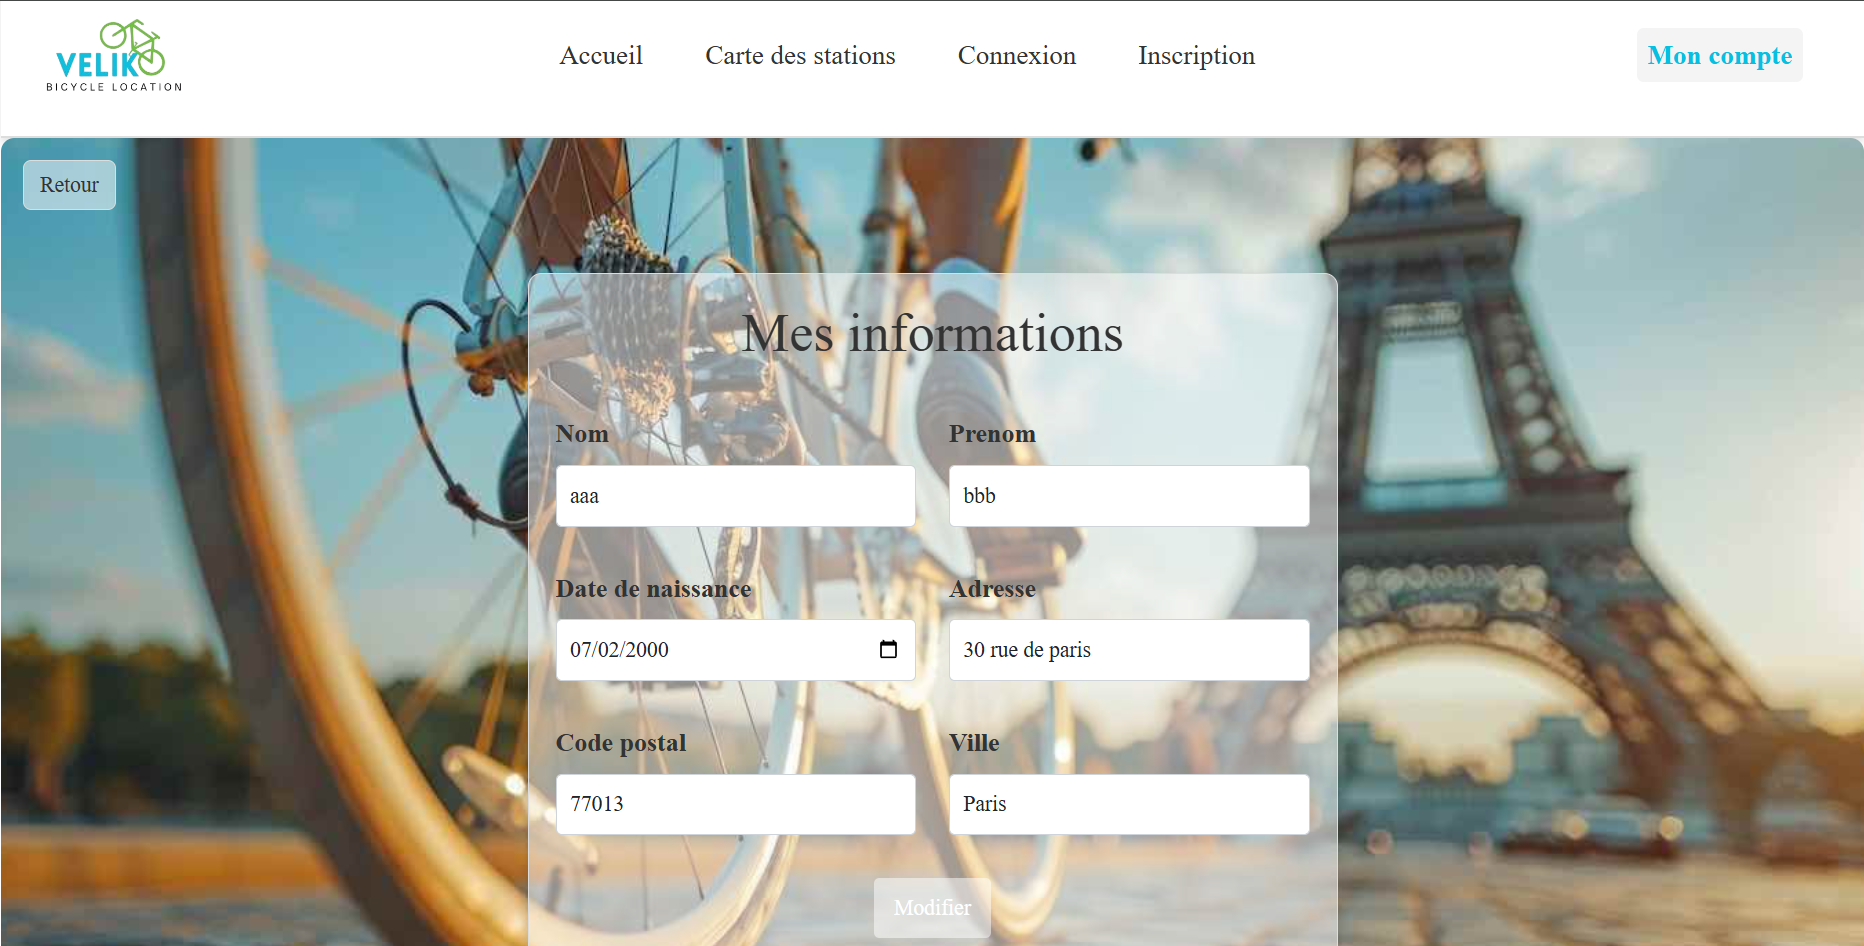 VELIKO
BICYCLE LOCATION
Accueil Carte des stations Connexion Inscription Mon compte
Retour
Mes informations
Nom Prenom
aaa bbb
Date de naissance Adresse
07/02/2000 30 rue de paris
Code postal Ville
77013 Paris
Modifier